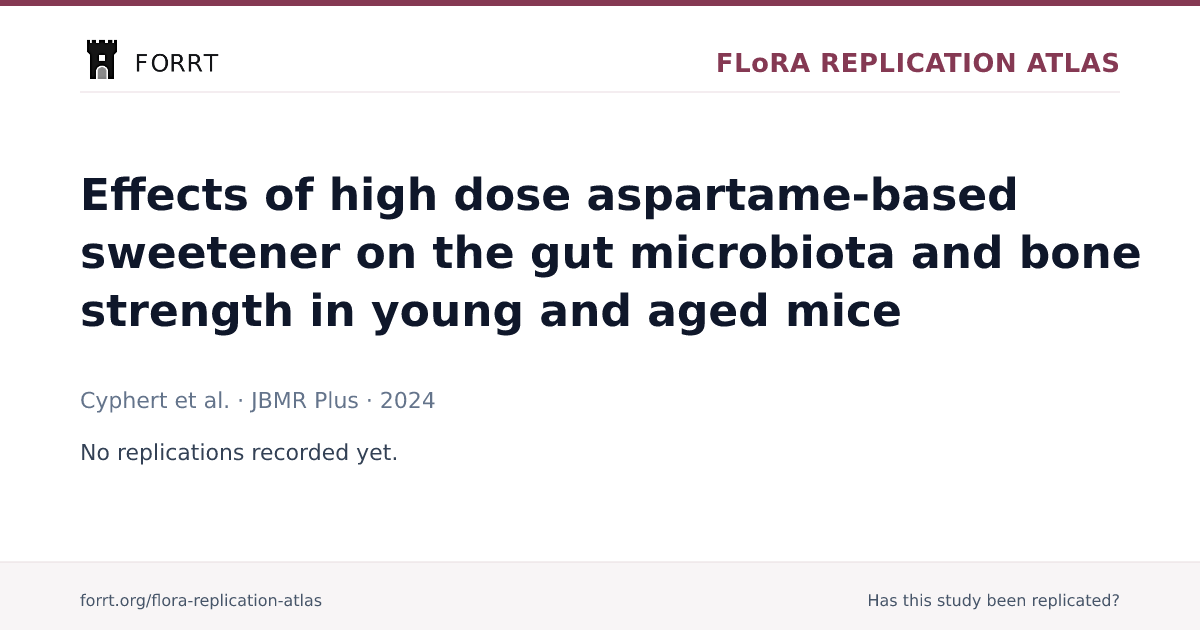 FORRT
FLoRA REPLICATION ATLAS
Effects of high dose aspartame-based
sweetener on the gut microbiota and bone
strength in young and aged mice
Cyphert et al. · JBMR Plus · 2024
No replications recorded yet.
forrt.org/flora-replication-atlas
Has this study been replicated?